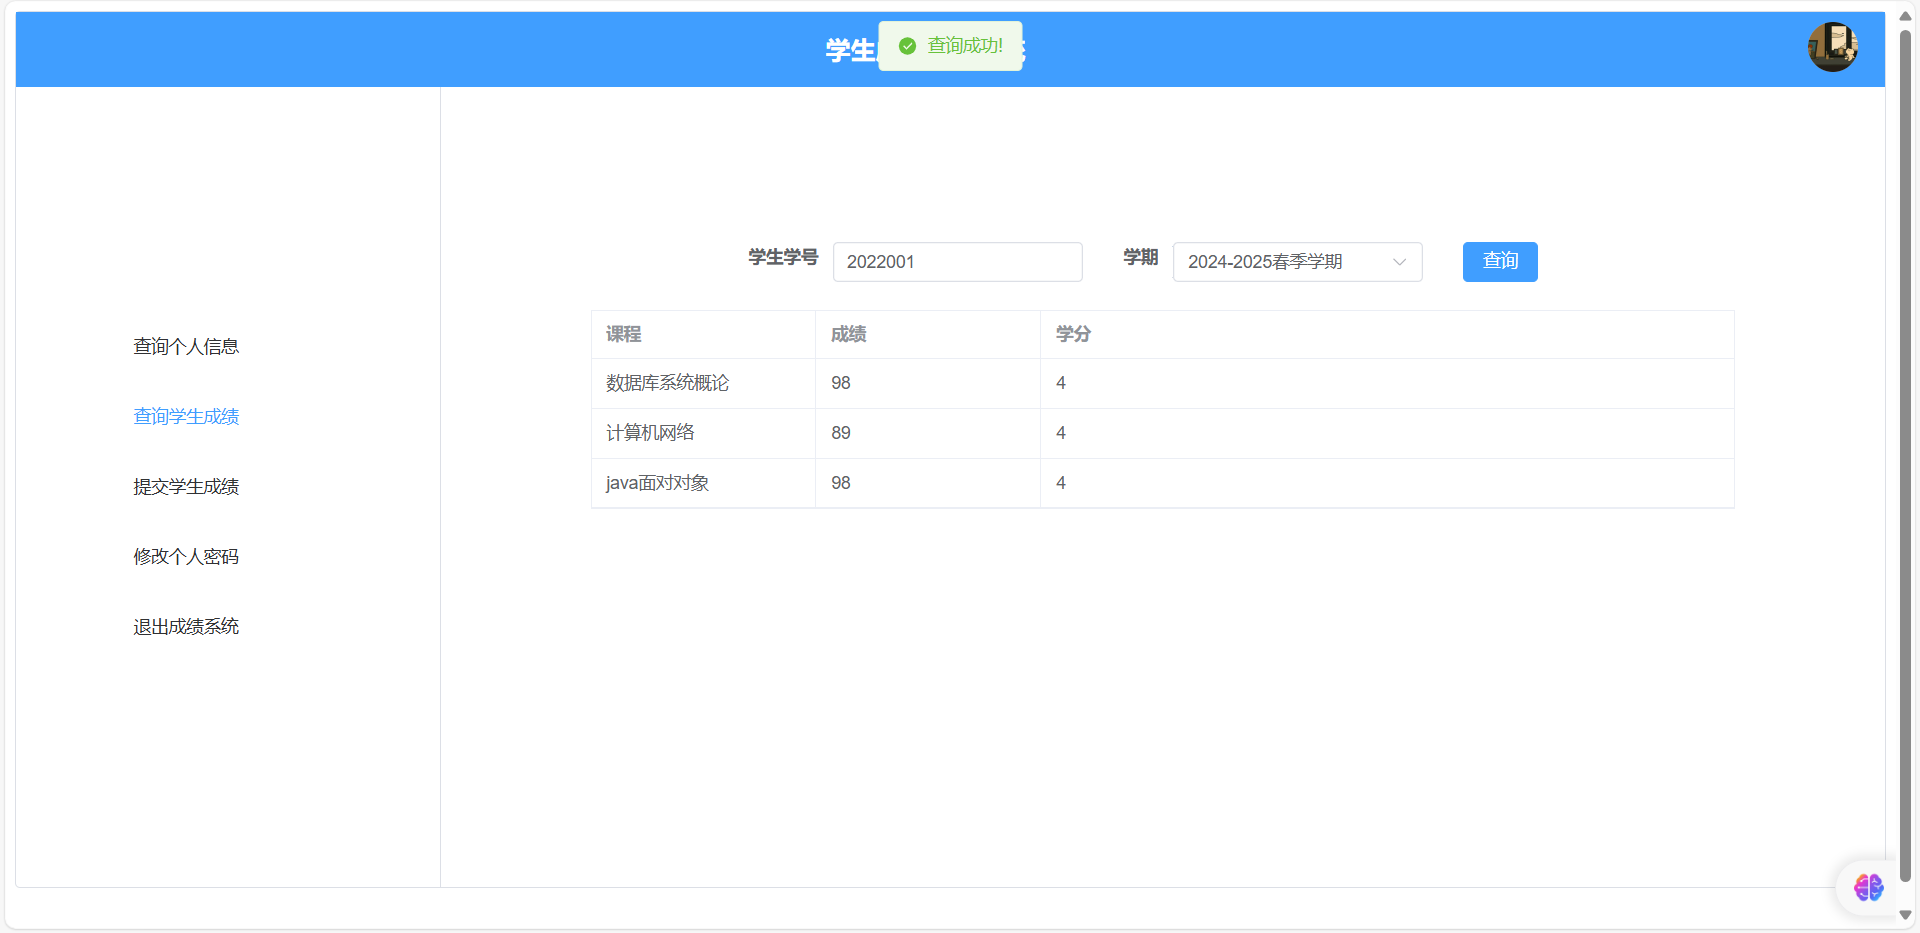 学生
查询成功!
学生学号 2022001 学期 2024-2025春季学期 查询
课程 成绩 学分
数据库系统概论 98 4
计算机网络 89 4
java面对对象 98 4
查询个人信息
查询学生成绩
提交学生成绩
修改个人密码
退出成绩系统